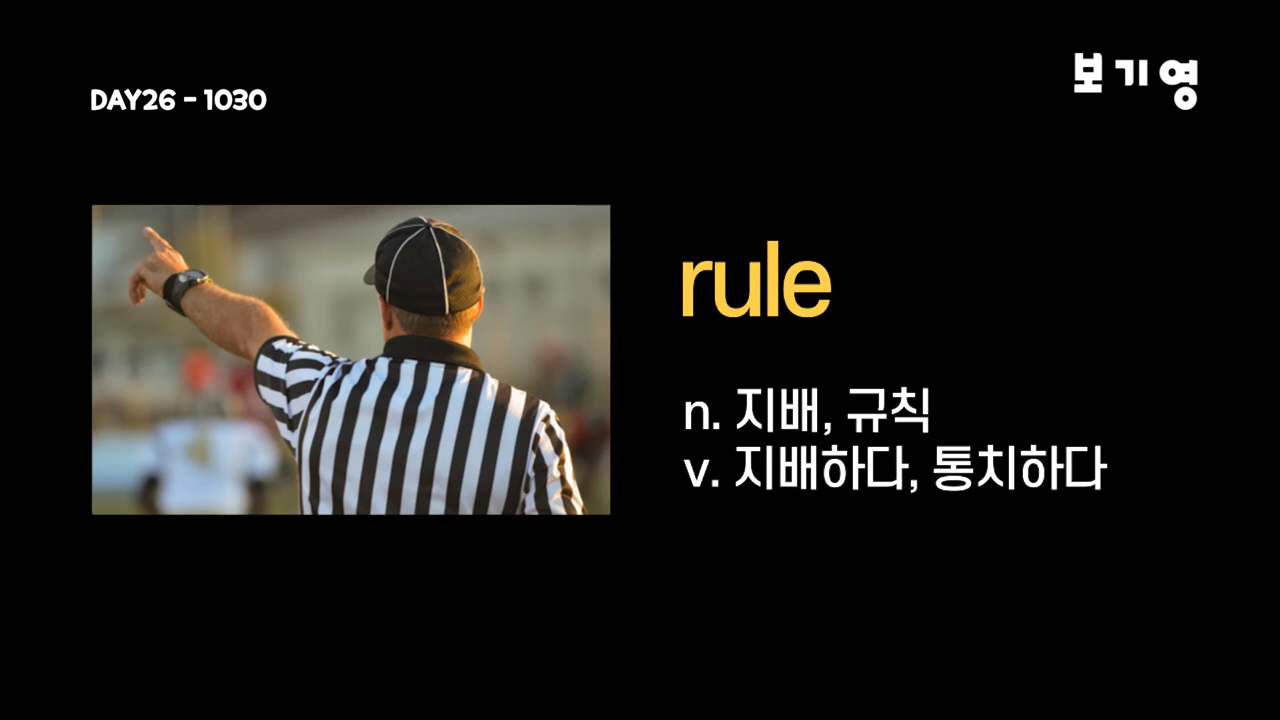 보기영
DAY26 - 1030
rule
n. 지배, 규칙
v. 지배하다, 통치하다